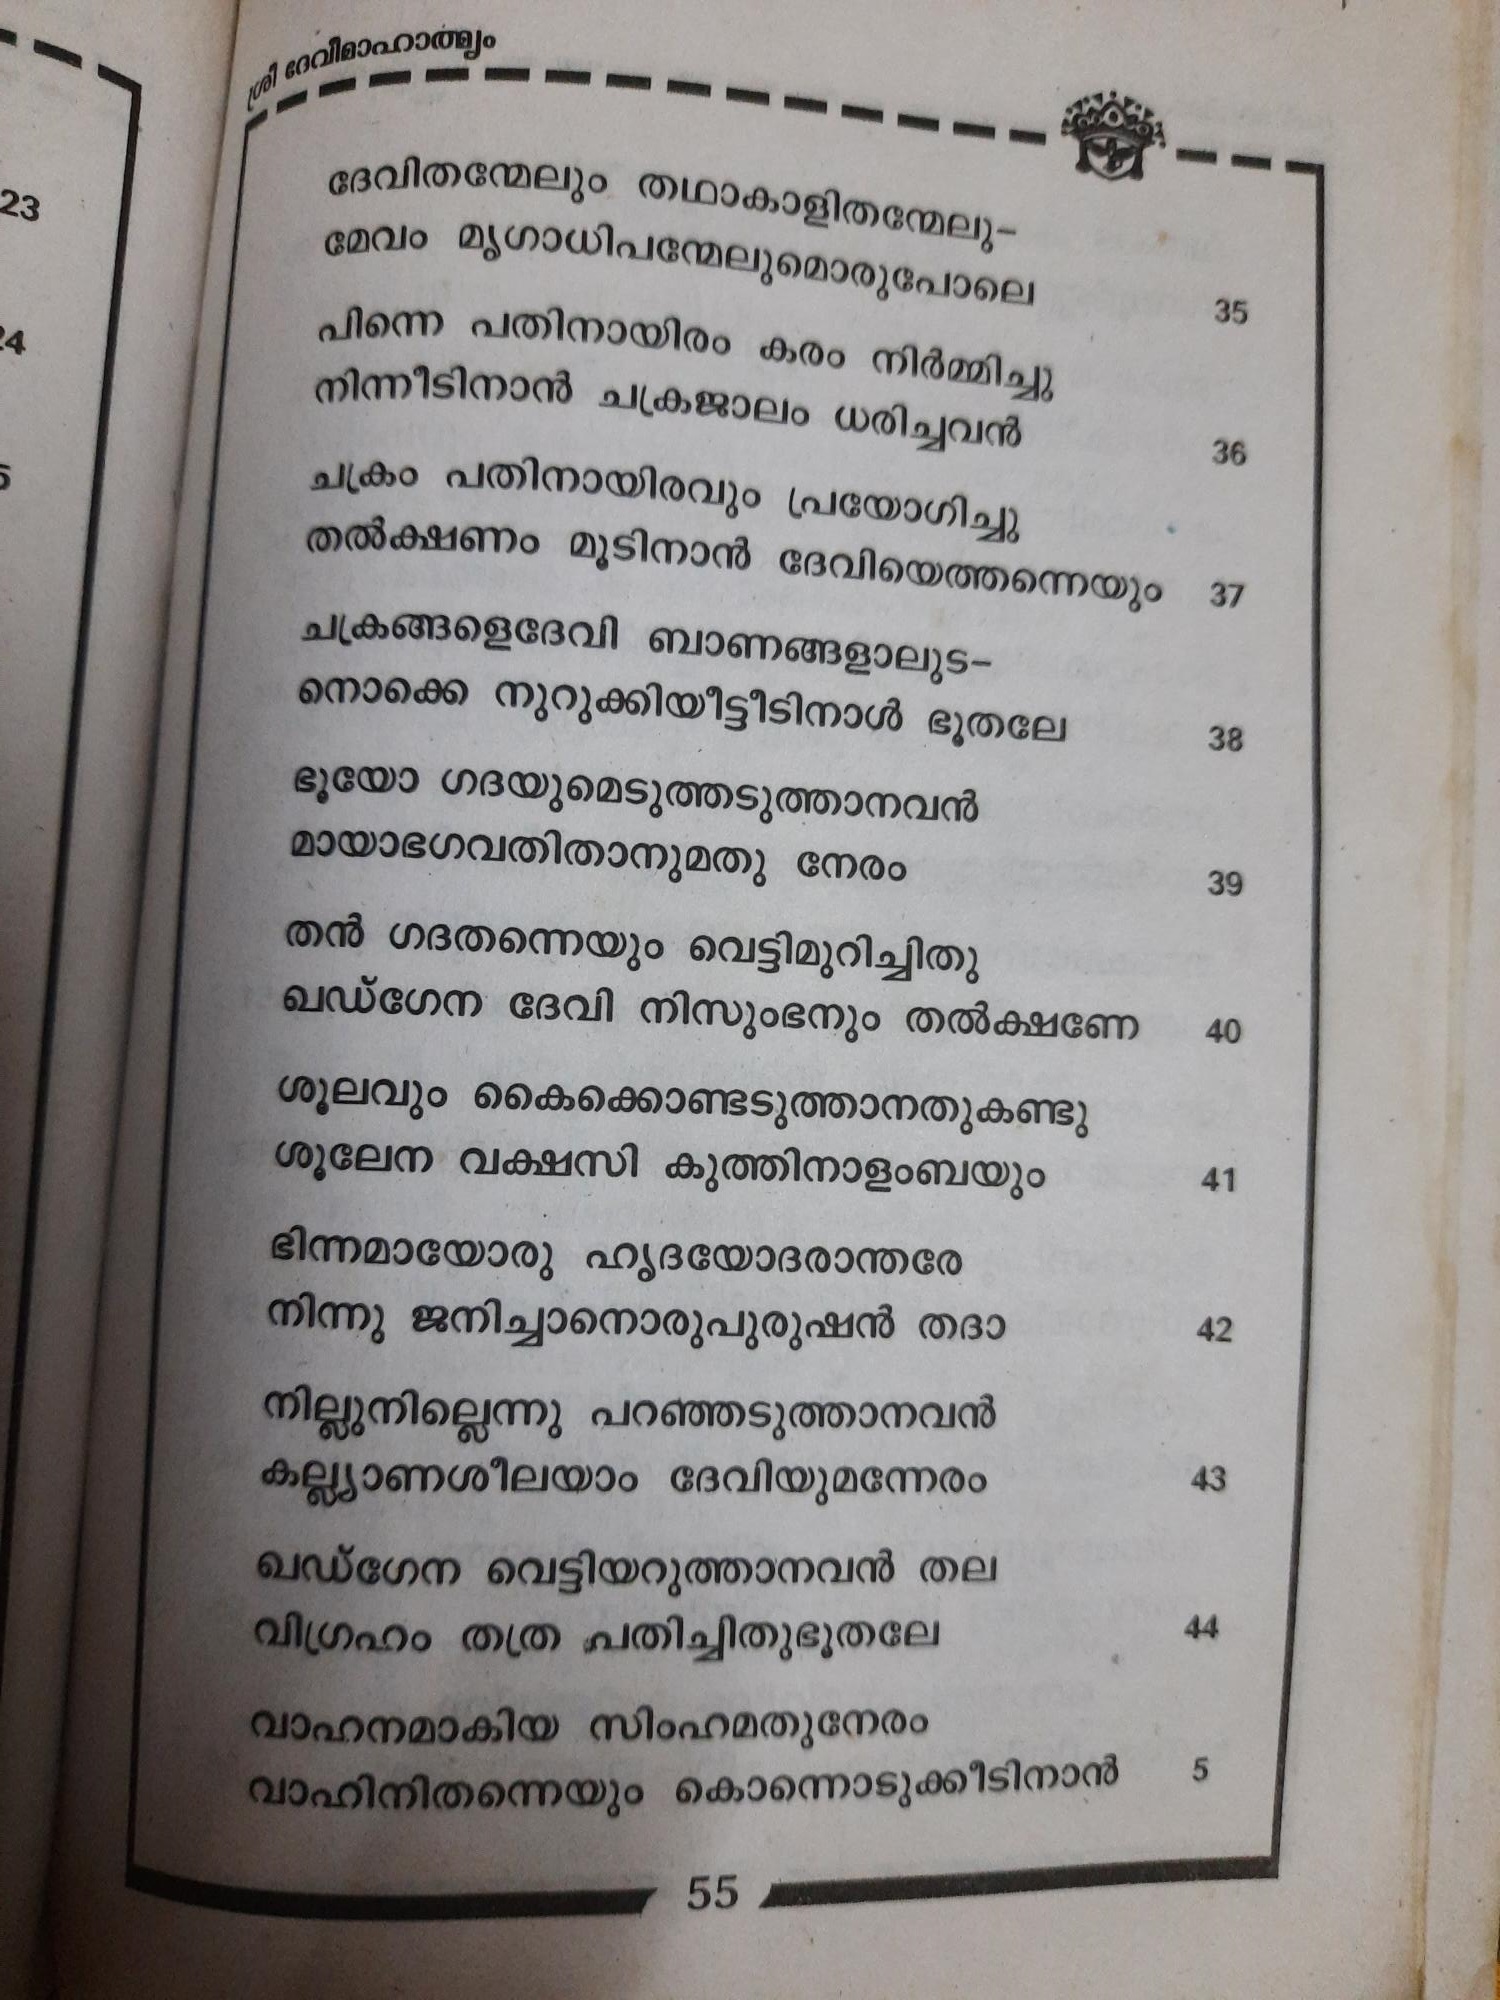 ശ്രീ ദേവീമാഹാത്മ്യം
ദേവിതന്മേലും തഥാകാളിതന്മേലു-
മേവം മൃഗാധിപന്മേലുമൊരുപോലെ 35
പിന്നെ പതിനായിരം കരം നിർമ്മിച്ചു
നിന്നീടിനാൻ ചക്രജാലം ധരിച്ചവൻ 36
ചക്രം പതിനായിരവും പ്രയോഗിച്ചു
തൽക്ഷണം മൂടിനാൻ ദേവിയെത്തന്നെയും 37
ചക്രങ്ങളെദേവി ബാണങ്ങളാലുട-
നൊക്കെ നുറുക്കിയീട്ടീടിനാൾ ഭൂതലേ 38
ഭൂയോ ഗദയുമെടുത്തടുത്താനവൻ
മായാഭഗവതിതാനുമതു നേരം 39
തൻ ഗദതന്നെയും വെട്ടിമുറിച്ചിതു
ഖഡ്ഗേന ദേവി നിസുംഭനും തൽക്ഷണേ 40
ശൂലവും കൈക്കൊണ്ടടുത്താനതുകണ്ടു
ശൂലേന വക്ഷസി കുത്തിനാളംബയും 41
ഭിന്നമായോരു ഹൃദയോദരാന്തരേ
നിന്നു ജനിച്ചാനൊരുപുരുഷൻ തദാ 42
നില്ലുനില്ലെന്നു പറഞ്ഞടുത്താനവൻ
കല്ല്യാണശീലയാം ദേവിയുമന്നേരം 43
ഖഡ്ഗേന വെട്ടിയറുത്താനവൻ തല
വിഗ്രഹം തത്ര പതിച്ചിതുഭൂതലേ 44
വാഹനമാകിയ സിംഹമതുനേരം
വാഹിനിതന്നെയും കൊന്നൊടുക്കീടിനാൻ 5
55
23
24
5